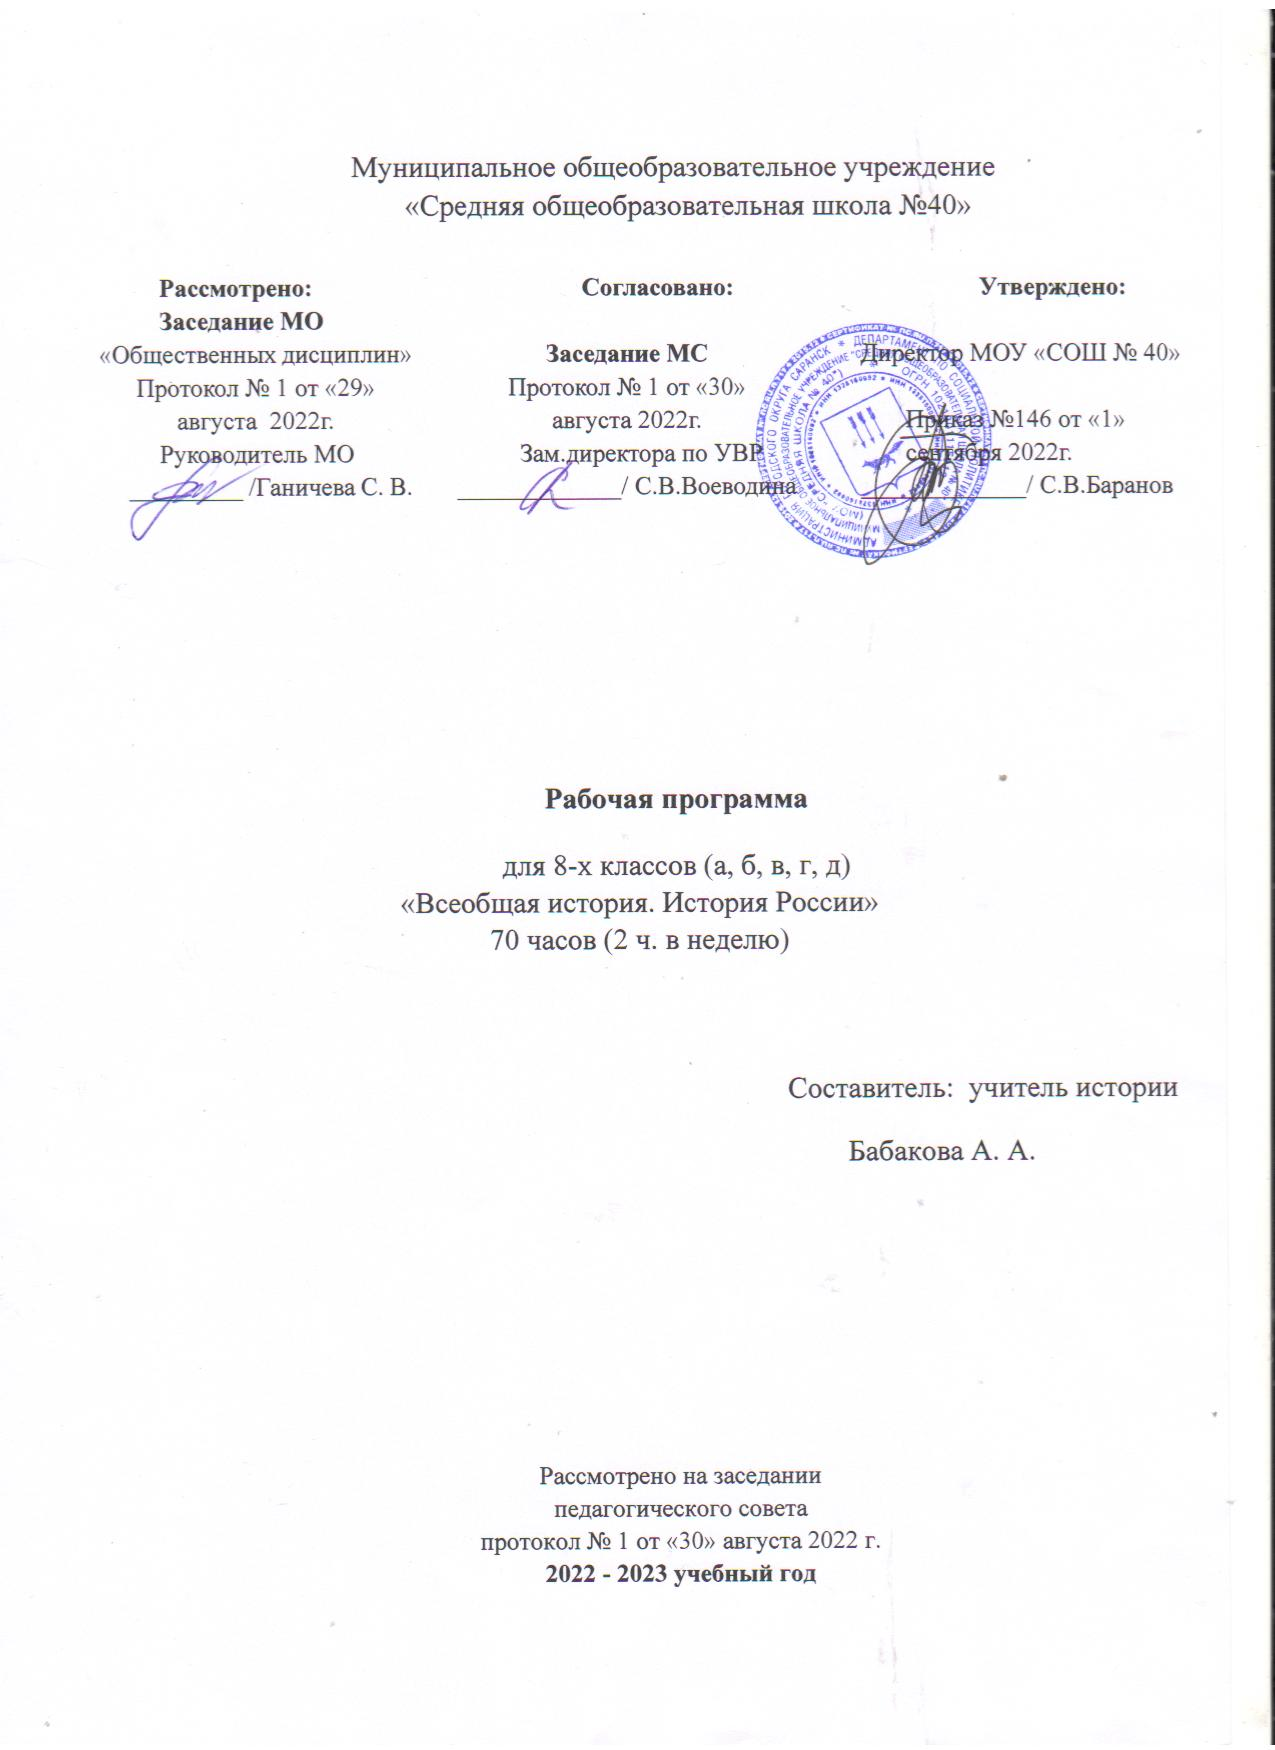 Муниципальное общеобразовательное учреждение
«Средняя общеобразовательная школа №40»
Рассмотрено:
Заседание МО
«Общественных дисциплин»
Протокол № 1 от «29»
августа 2022г.
Руководитель МО
_________ /Ганичева С. В.
Согласовано:
Заседание МС
Протокол № 1 от «30»
августа 2022г.
Зам.директора по УВР
_____________/ С.В.Воеводина
Утверждено:
Директор МОУ «СОШ № 40»
Приказ №146 от «1»
сентября 2022г.
_____________/ С.В.Баранов
Рабочая программа
для 8-х классов (а, б, в, г, д)
«Всеобщая история. История России»
70 часов (2 ч. в неделю)
Составитель: учитель истории
Бабакова А. А.
Рассмотрено на заседании
педагогического совета
протокол № 1 от «30» августа 2022 г.
2022 - 2023 учебный год